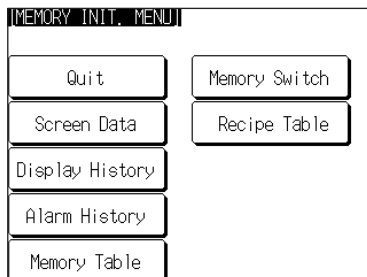 [MEMORY INIT. MENU]
Quit
Memory Switch
Screen Data
Recipe Table
Display History
Alarm History
Memory Table